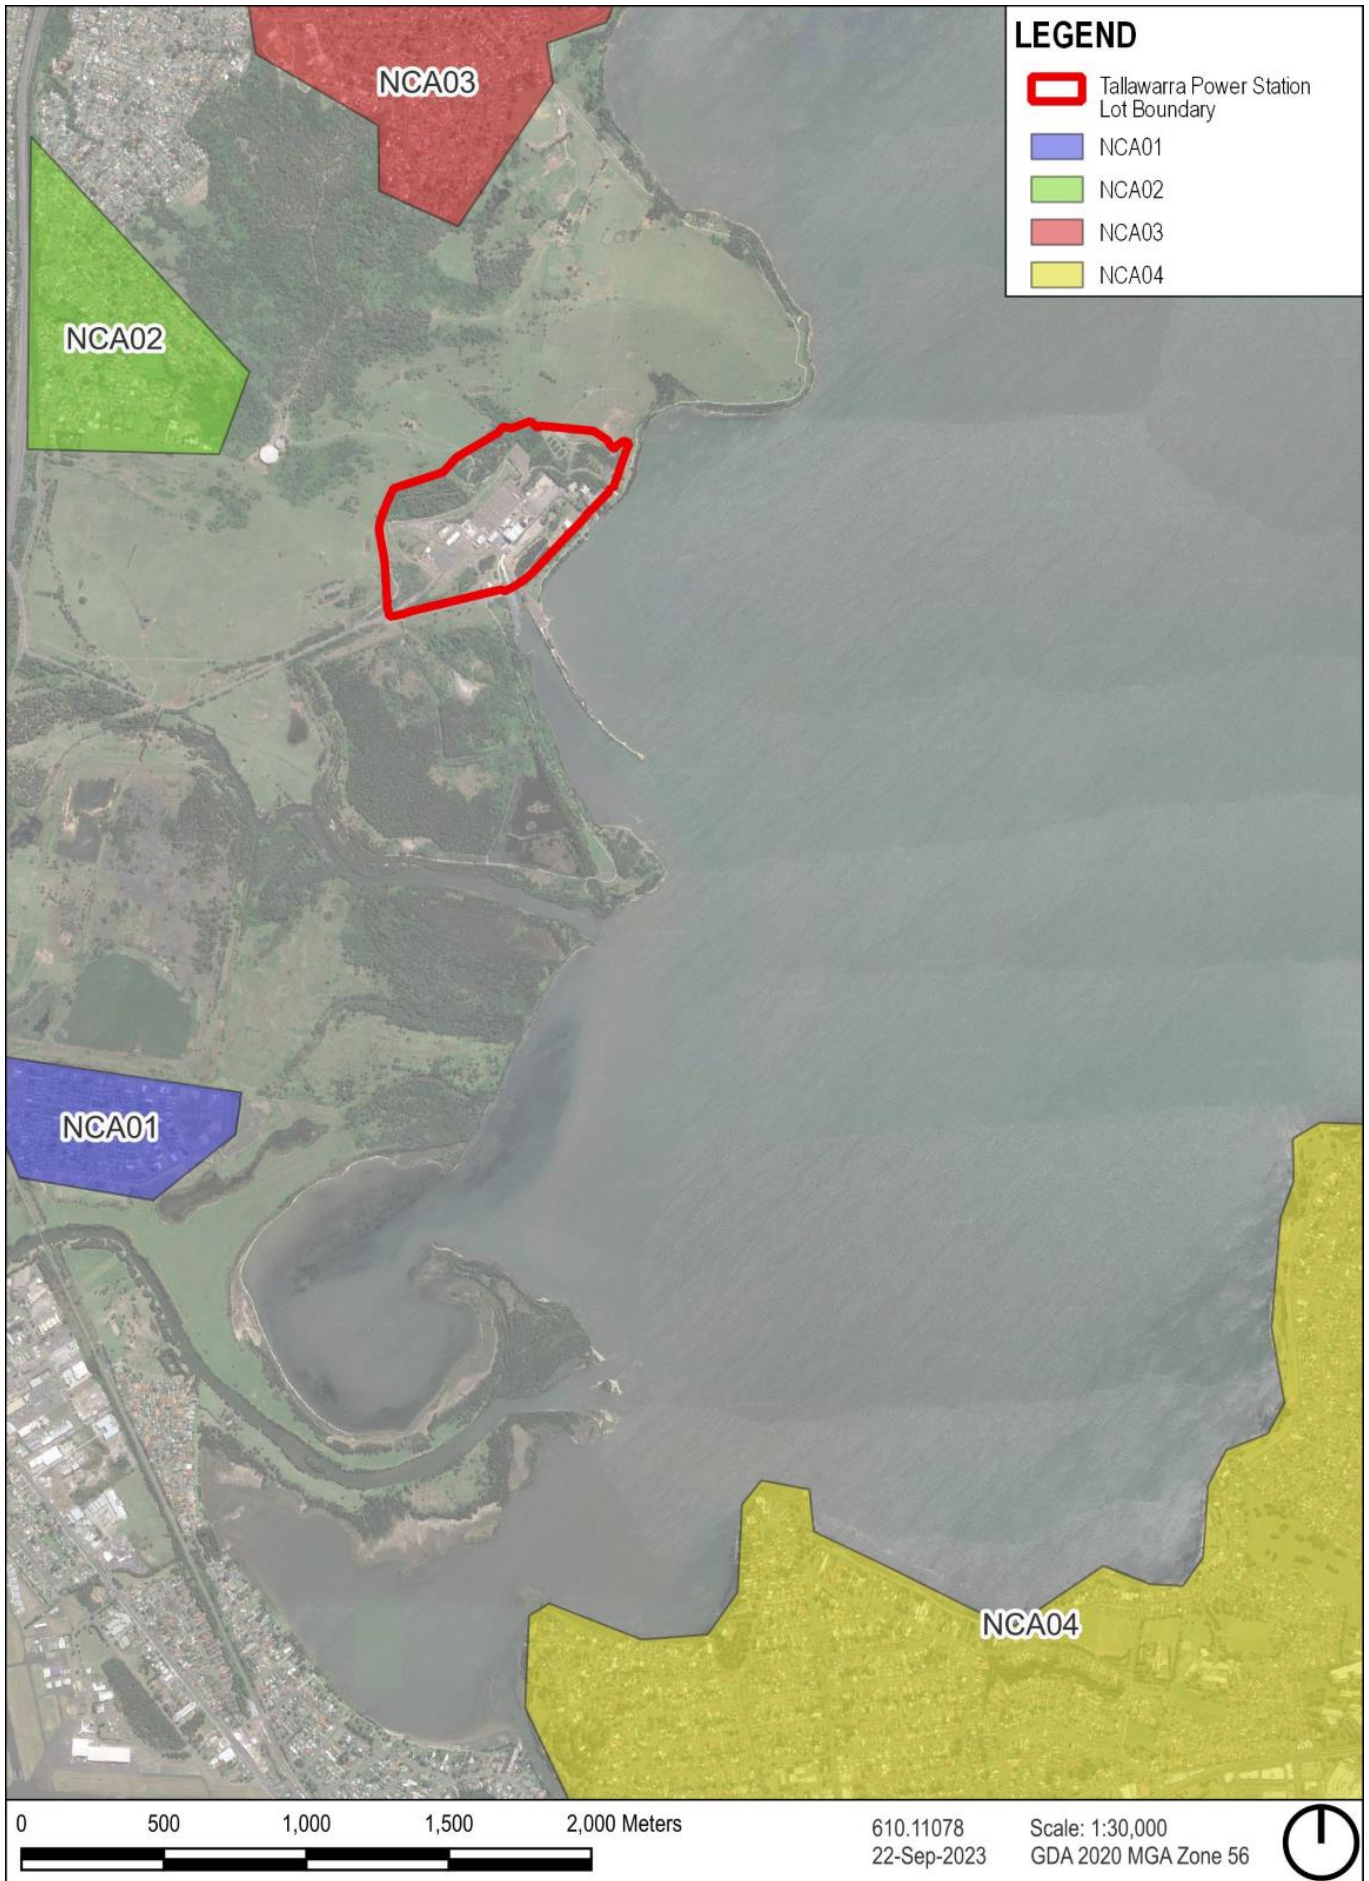 LEGEND
Tallawarra Power Station
Lot Boundary
NCA01
NCA02
NCA03
NCA04
NCA03
NCA02
NCA01
NCA04
0 500 1,000 1,500 2,000 Meters
610.11078
22-Sep-2023
Scale: 1:30,000
GDA 2020 MGA Zone 56